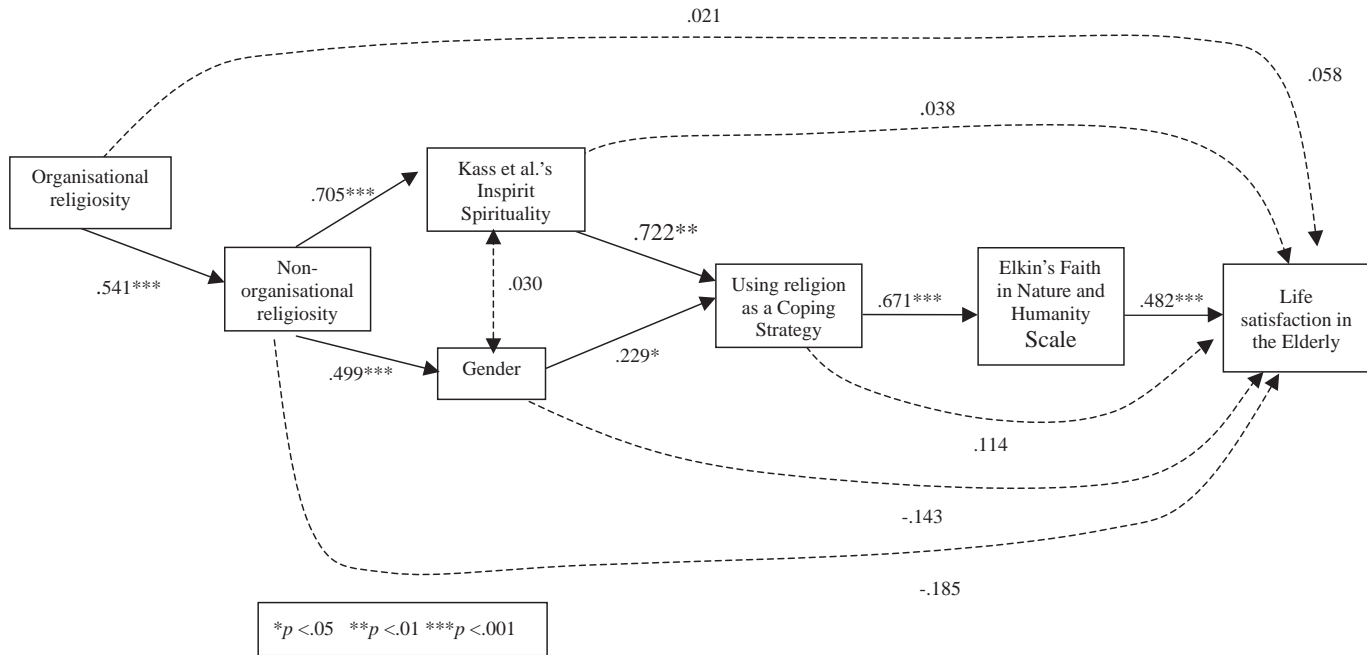 .021
.058
.038
Organisational
religiosity
.541***
Non-
organisational
religiosity
.705***
.499***
Kass et al.'s
Inspirit
Spirituality
.030
Gender
.722**
.229*
Using religion
as a Coping
Strategy
.671***
Elkin's Faith
in Nature and
Humanity
Scale
.482***
Life
satisfaction in
the Elderly
.114
-.143
-.185
*p <.05 **p <.01 ***p <.001